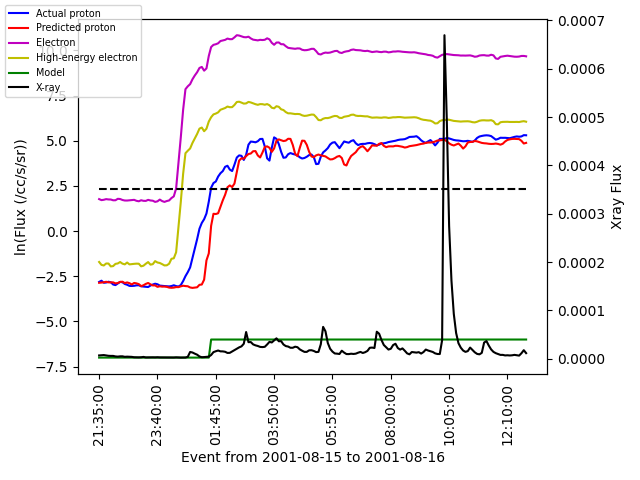 Actual proton
Predicted proton
Electron
High-energy electron
Model
X-ray
10.0
7.5
5.0
2.5
0.0
−2.5
−5.0
−7.5
ln(Flux (/cc/s/sr))
0.0007
0.0006
0.0005
0.0004
0.0003
0.0002
0.0001
0.0000
Xray Flux
21:35:00
23:40:00
01:45:00
03:50:00
05:55:00
08:00:00
10:05:00
12:10:00
Event from 2001-08-15 to 2001-08-16